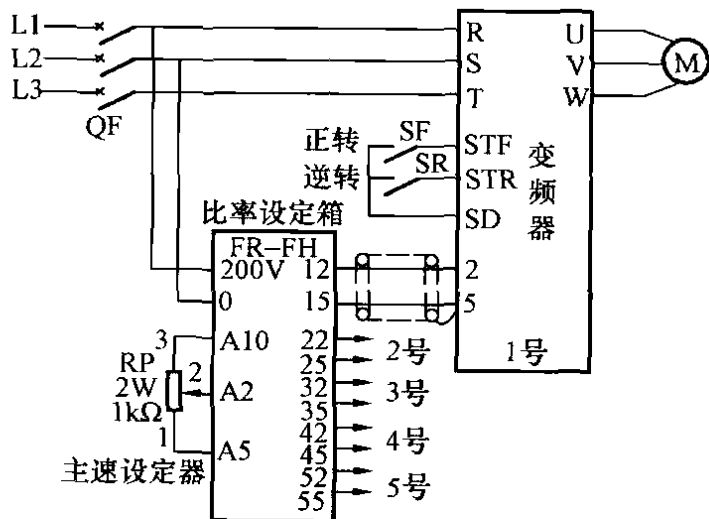 L1
L2
L3
QF
R
S
T
U
V
W
M
正转 SF
逆转 SR
STF
STR
SD
变频器
比率设定箱
FR-FH
200V
0
12
15
2
5
1号
3
2
1
RP
2W
1kΩ
A10
A2
A5
主速设定器
22
25
2号
32
35
3号
42
45
4号
52
55
5号